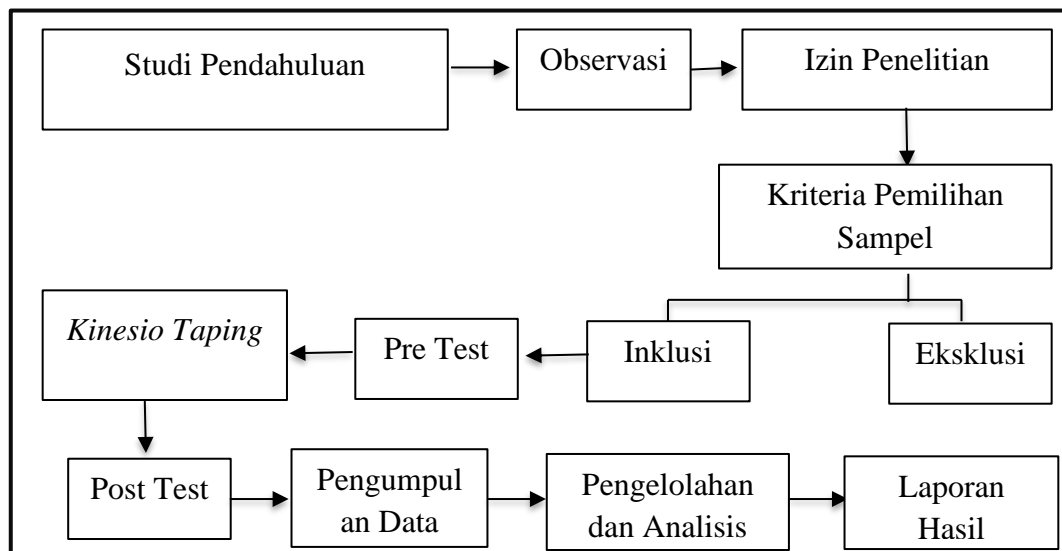 Studi Pendahuluan
Observasi
Izin Penelitian
Kriteria Pemilihan
Sampel
Inklusi
Eksklusi
Pre Test
Kinesio Taping
Post Test
Pengumpul
an Data
Pengelolahan
dan Analisis
Laporan
Hasil